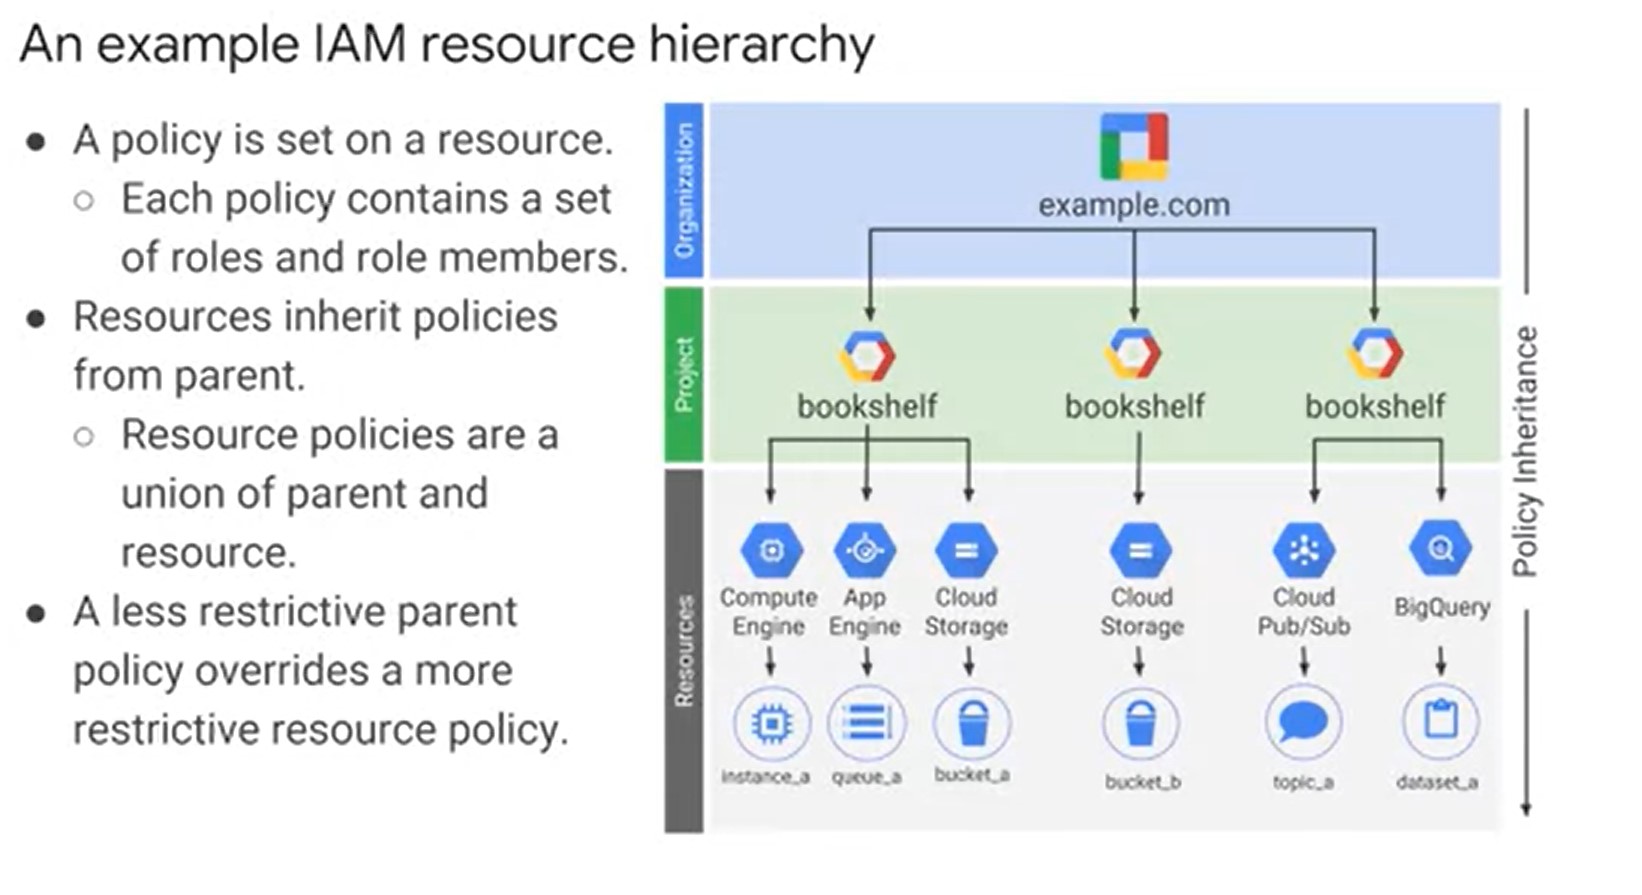 An example IAM resource hierarchy
● A policy is set on a resource.
○ Each policy contains a set
of roles and role members.
● Resources inherit policies
from parent.
○ Resource policies are a
union of parent and
resource.
● A less restrictive parent
policy overrides a more
restrictive resource policy.
Organization
example.com
Project
bookshelf
bookshelf
bookshelf
Resources
Compute
Engine
App
Engine
Cloud
Storage
Cloud
Storage
Cloud
Pub/Sub
BigQuery
instance_a
queue_a
bucket_a
bucket_b
topic_a
dataset_a
Policy Inheritance